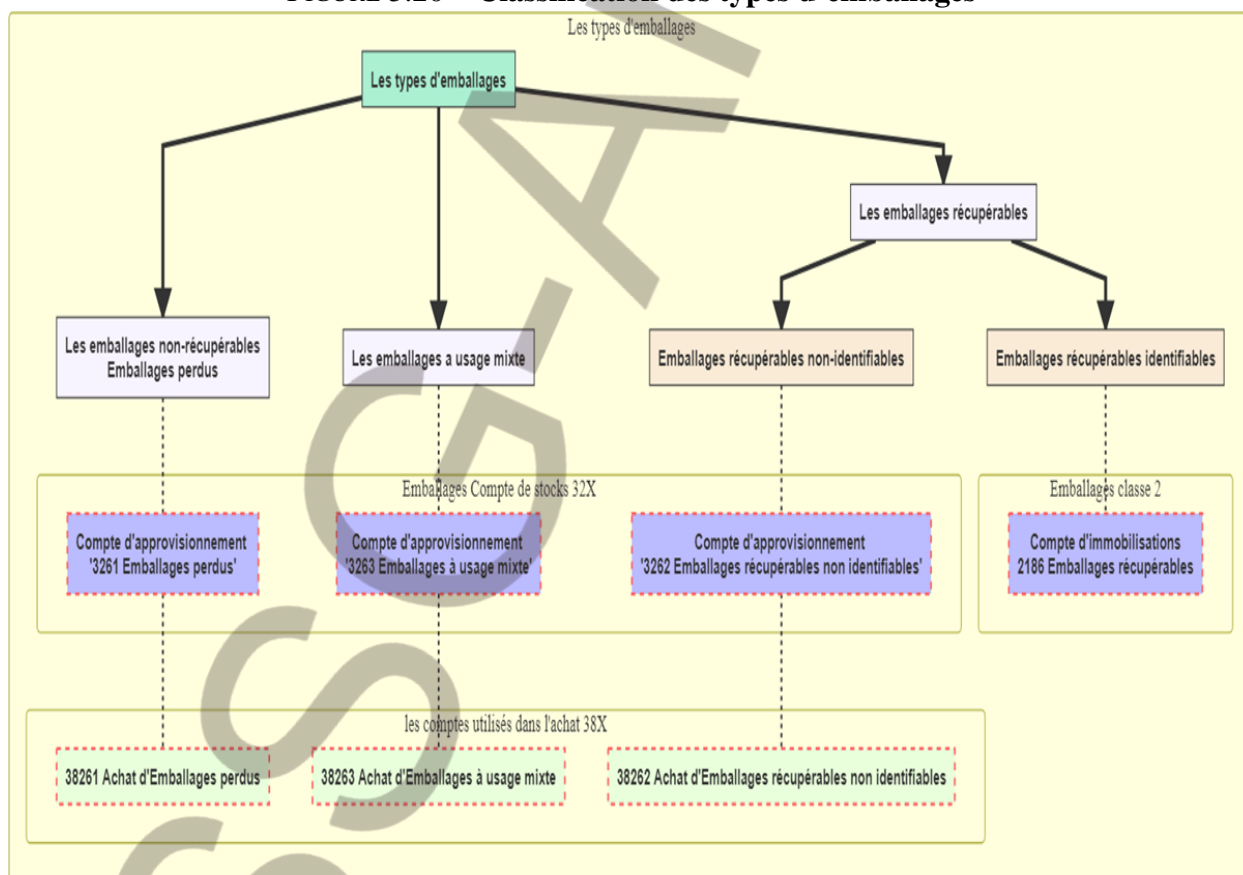 Les types d'emballages
Les types d'emballages
Les emballages récupérables
Les emballages non-récupérables
Emballages perdus
Les emballages a usage mixte
Emballages récupérables non-identifiables
Emballages récupérables identifiables
Emballages Compte de stocks 32X
Emballages classe 2
Compte d'approvisionnement
'3261 Emballages perdus'
Compte d'approvisionnement
'3263 Emballages à usage mixte'
Compte d'approvisionnement
'3262 Emballages récupérables non identifiables'
Compte d'immobilisations
2186 Emballages récupérables
les comptes utilisés dans l'achat 38X
38261 Achat d'Emballages perdus
38263 Achat d'Emballages à usage mixte
38262 Achat d'Emballages récupérables non identifiables